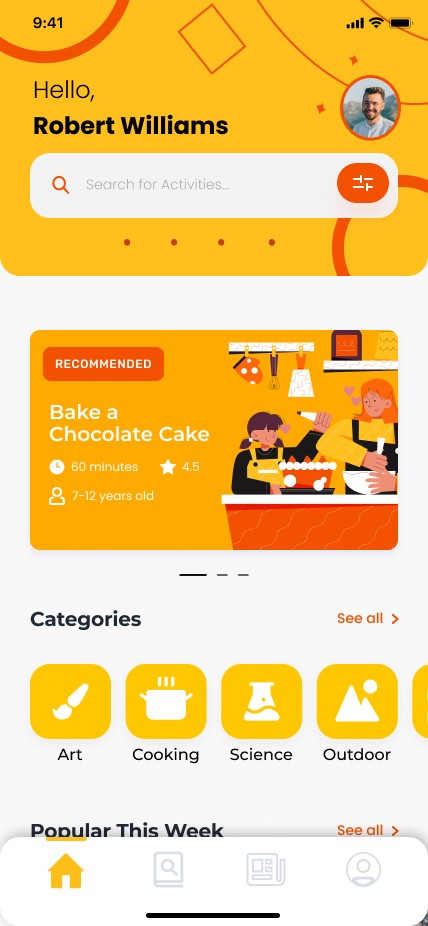 9:41
Hello,
Robert Williams
Search for Activities...
RECOMMENDED
Bake a
Chocolate Cake
60 minutes 4.5
7-12 years old
Categories See all
Art Cooking Science Outdoor
Popular This Week See all